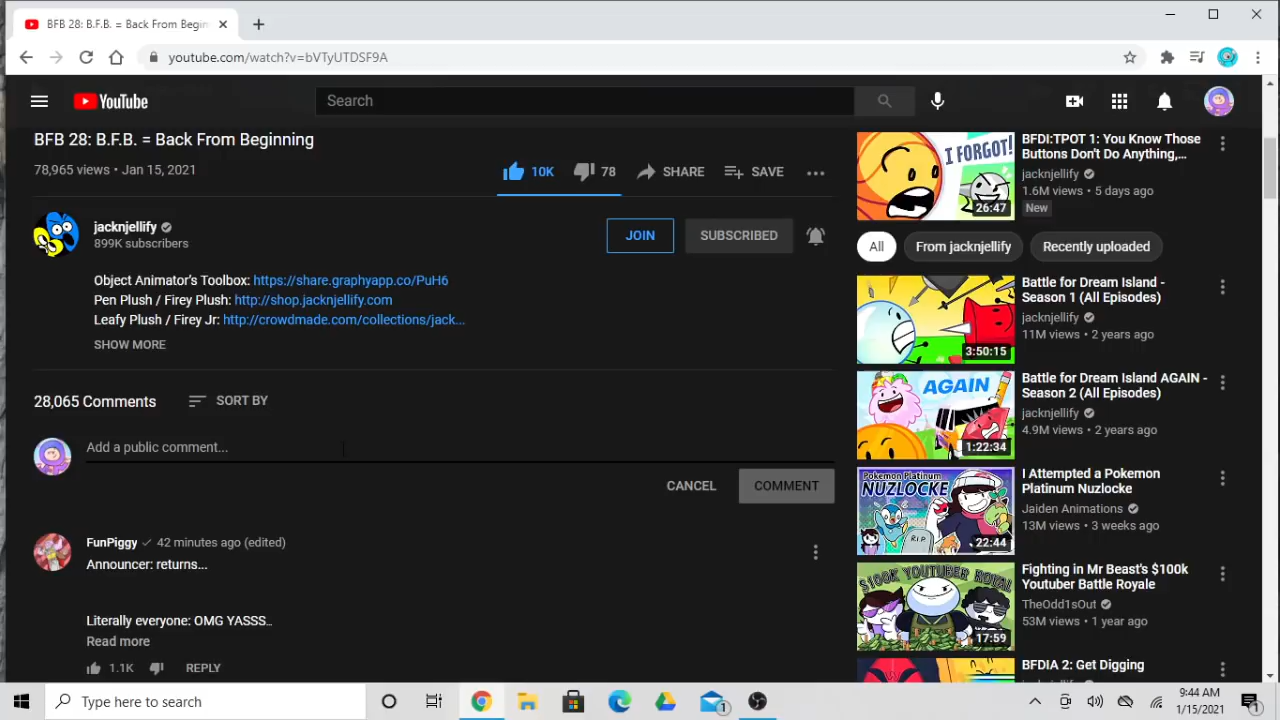 BFB 28: B.F.B. = Back From Begin
youtube.com/watch?v=bVTyUTDSF9A
YouTube
Search
BFB 28: B.F.B. = Back From Beginning
78,965 views • Jan 15, 2021
10K
78
SHARE
SAVE
jacknjellify
899K subscribers
JOIN
SUBSCRIBED
Object Animator's Toolbox: https://share.graphyapp.co/PuH6
Pen Plush / Firey Plush: http://shop.jacknjellify.com
Leafy Plush / Firey Jr: http://crowdmade.com/collections/jack...
SHOW MORE
28,065 Comments
SORT BY
Add a public comment...
CANCEL
COMMENT
FunPiggy 42 minutes ago (edited)
Announcer: returns...
Literally everyone: OMG YASSS..
Read more
1.1K
REPLY
I FORGOT!
26:47
BFDI:TPOT 1: You Know Those
Buttons Don't Do Anything,...
jacknjellify
1.6M views • 5 days ago
New
All
From jacknjellify
Recently uploaded
3:50:15
Battle for Dream Island -
Season 1 (All Episodes)
jacknjellify
11M views • 2 years ago
AGAIN
1:22:34
Battle for Dream Island AGAIN -
Season 2 (All Episodes)
jacknjellify
4.9M views • 2 years ago
Pokemon Platinum
NUZLOCKE
R.I.P
22:44
I Attempted a Pokemon
Platinum Nuzlocke
Jaiden Animations
13M views • 3 weeks ago
$100K YOUTUBER ROYAL
17:59
Fighting in Mr Beast's $100k
Youtuber Battle Royale
TheOdd1sOut
53M views • 1 year ago
BFDIA 2: Get Digging
Type here to search
1
9:44 AM
1/15/2021
1